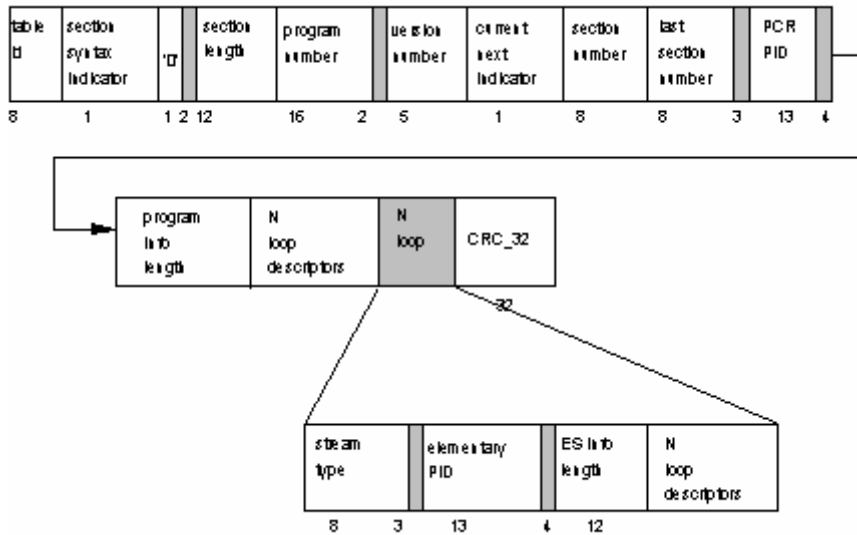 table
id
section
syntax
indicator
'0'
section
length
program
number
version
number
current
next
indicator
section
number
last
section
number
PCR
PID
8 1 1 2 12 16 2 5 1 8 8 3 13 4
program
info
length
N
loop
descriptors
N
loop
CRC_32
32
stream
type
elementary
PID
ES info
length
N
loop
descriptors
8 3 13 4 12